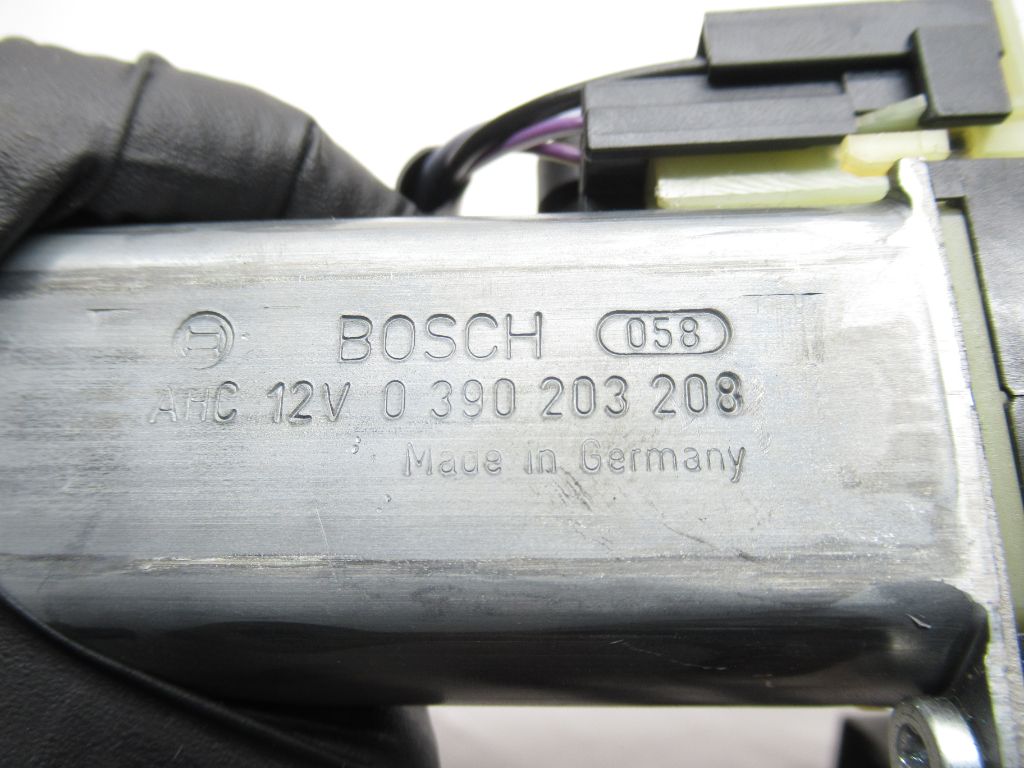 BOSCH 058
AHC 12V 0 390 203 208
Made in Germany